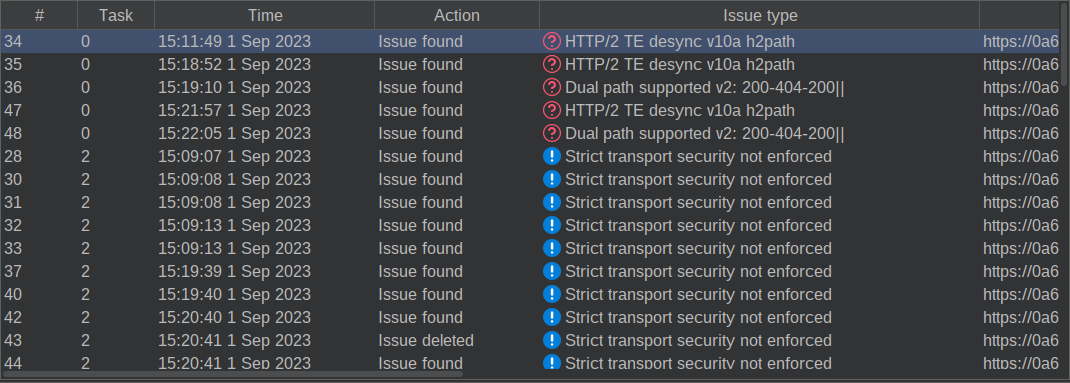 # Task Time Action Issue type
34 0 15:11:49 1 Sep 2023 Issue found HTTP/2 TE desync v10a h2path https://0a6
35 0 15:18:52 1 Sep 2023 Issue found HTTP/2 TE desync v10a h2path https://0a6
36 0 15:19:10 1 Sep 2023 Issue found Dual path supported v2: 200-404-200|| https://0a6
47 0 15:21:57 1 Sep 2023 Issue found HTTP/2 TE desync v10a h2path https://0a6
48 0 15:22:05 1 Sep 2023 Issue found Dual path supported v2: 200-404-200|| https://0a6
28 2 15:09:07 1 Sep 2023 Issue found Strict transport security not enforced https://0a6
30 2 15:09:08 1 Sep 2023 Issue found Strict transport security not enforced https://0a6
31 2 15:09:08 1 Sep 2023 Issue found Strict transport security not enforced https://0a6
32 2 15:09:13 1 Sep 2023 Issue found Strict transport security not enforced https://0a6
33 2 15:09:13 1 Sep 2023 Issue found Strict transport security not enforced https://0a6
37 2 15:19:39 1 Sep 2023 Issue found Strict transport security not enforced https://0a6
40 2 15:19:40 1 Sep 2023 Issue found Strict transport security not enforced https://0a6
42 2 15:20:40 1 Sep 2023 Issue found Strict transport security not enforced https://0a6
43 2 15:20:41 1 Sep 2023 Issue deleted Strict transport security not enforced https://0a6
44 2 15:20:41 1 Sep 2023 Issue found Strict transport security not enforced https://0a6